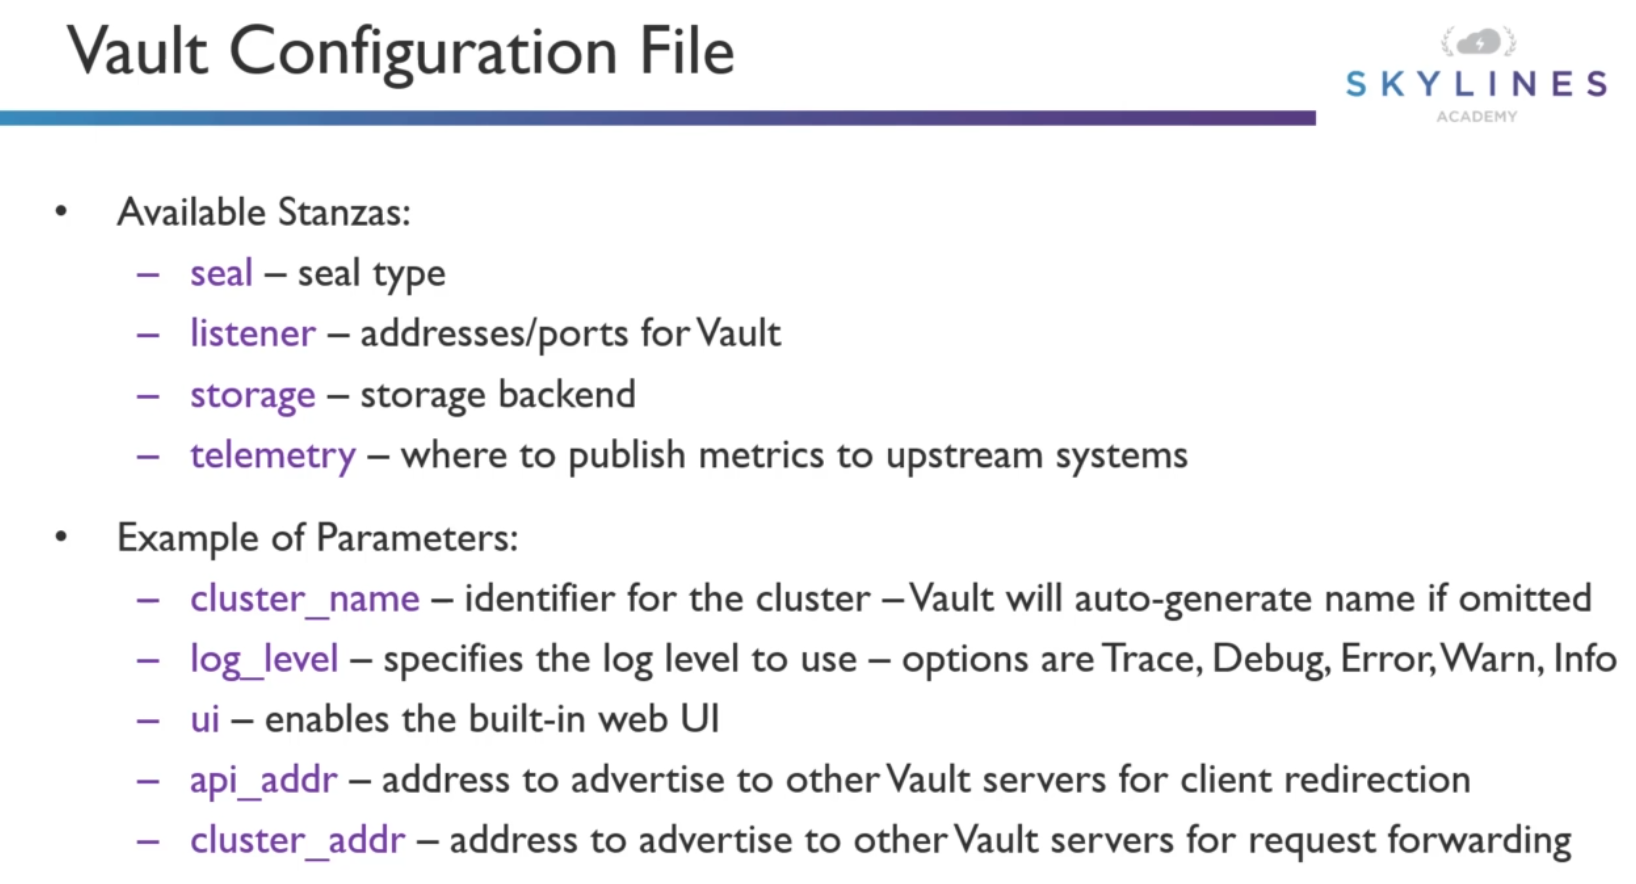 Vault Configuration File
SKYLINES
ACADEMY
• Available Stanzas:
– seal – seal type
– listener – addresses/ports for Vault
– storage – storage backend
– telemetry – where to publish metrics to upstream systems
• Example of Parameters:
– cluster_name – identifier for the cluster – Vault will auto-generate name if omitted
– log_level – specifies the log level to use – options are Trace, Debug, Error, Warn, Info
– ui – enables the built-in web UI
– api_addr – address to advertise to other Vault servers for client redirection
– cluster_addr – address to advertise to other Vault servers for request forwarding